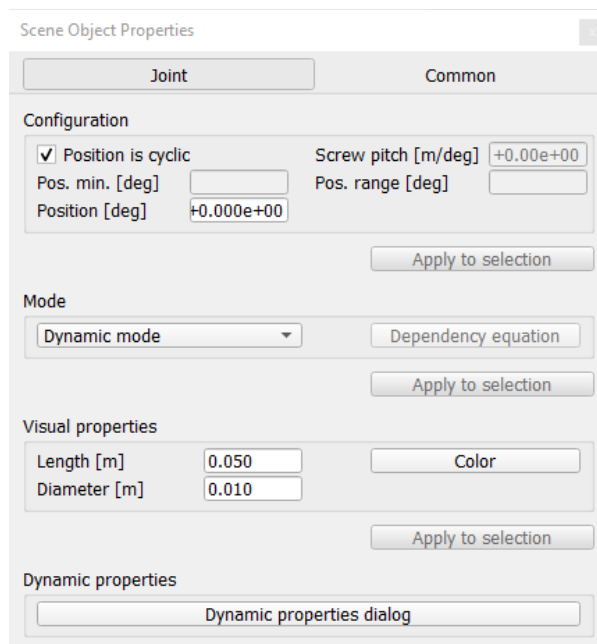 Scene Object Properties
Joint Common
Configuration
Position is cyclic Screw pitch [m/deg] +0.00e+00
Pos. min. [deg] Pos. range [deg]
Position [deg] +0.000e+00
Apply to selection
Mode
Dynamic mode Dependency equation
Apply to selection
Visual properties
Length [m] 0.050 Color
Diameter [m] 0.010
Apply to selection
Dynamic properties
Dynamic properties dialog